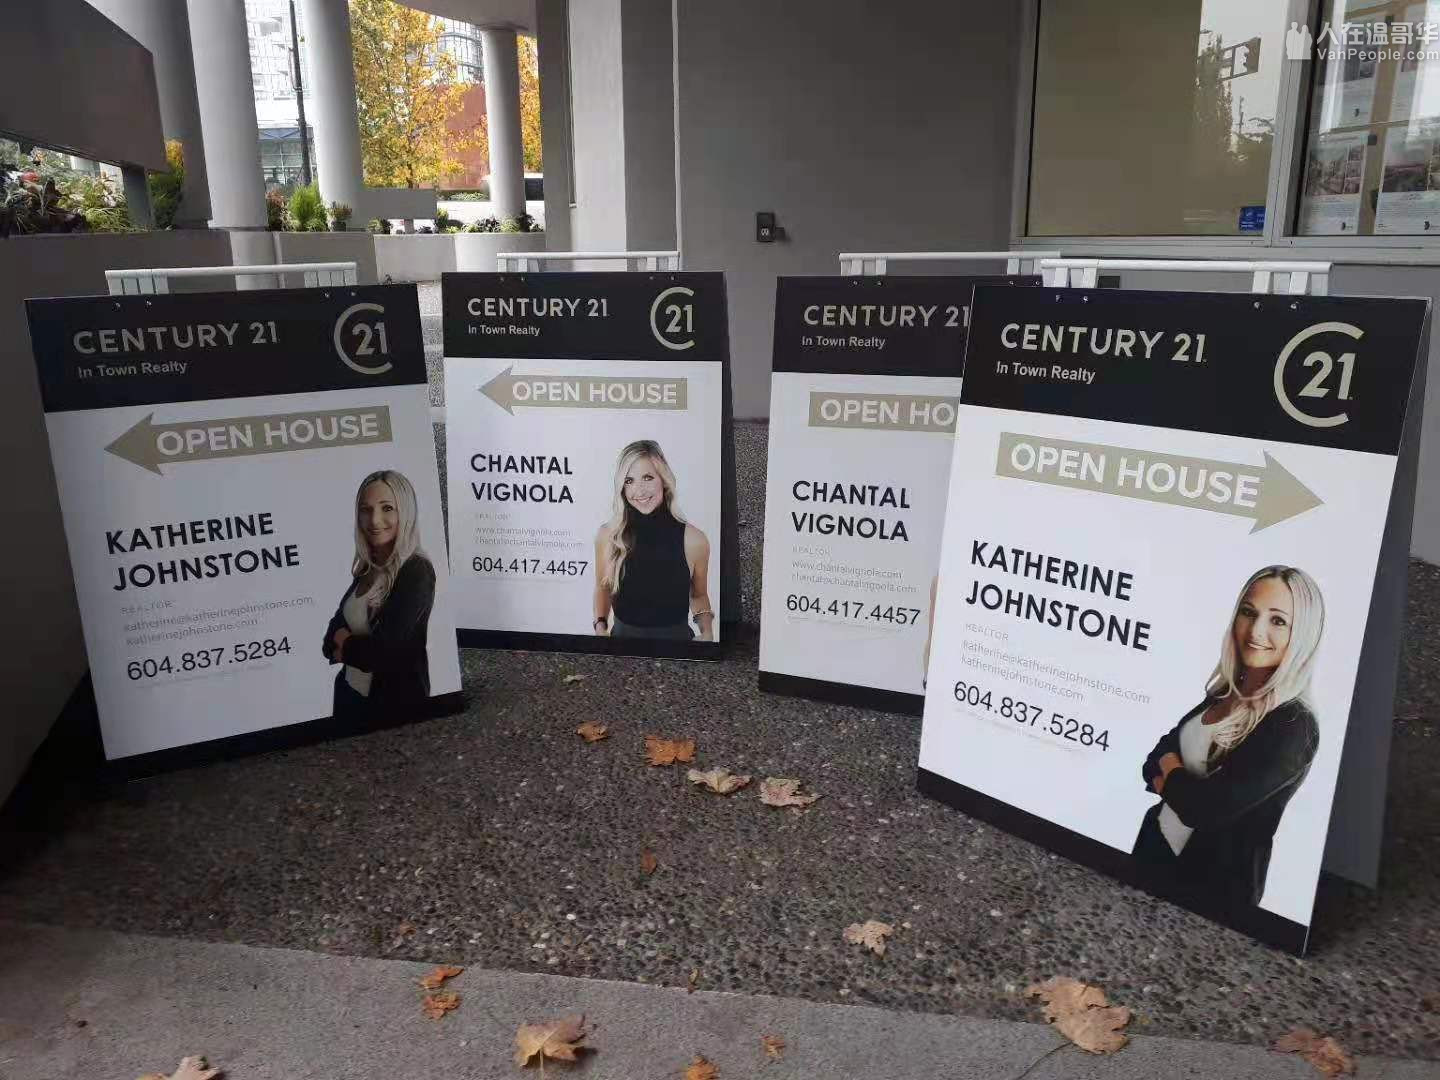 人在温哥华
VanPeople.com
CENTURY 21
In Town Realty
C21
OPEN HOUSE
KATHERINE
JOHNSTONE
REALTOR
katherine@katherinejohnstone.com
katherinejohnstone.com
604.837.5284
CENTURY 21
In Town Realty
C21
OPEN HOUSE
CHANTAL
VIGNOLA
REALTOR
www.chantalvignola.com
chantal@chantalvignola.com
604.417.4457
CENTURY 21
In Town Realty
OPEN HO
CHANTAL
VIGNOLA
REALTOR
www.chantalvignola.com
chantal@chantalvignola.com
604.417.4457
CENTURY 21
In Town Realty
C21
OPEN HOUSE
KATHERINE
JOHNSTONE
REALTOR
katherine@katherinejohnstone.com
katherinejohnstone.com
604.837.5284